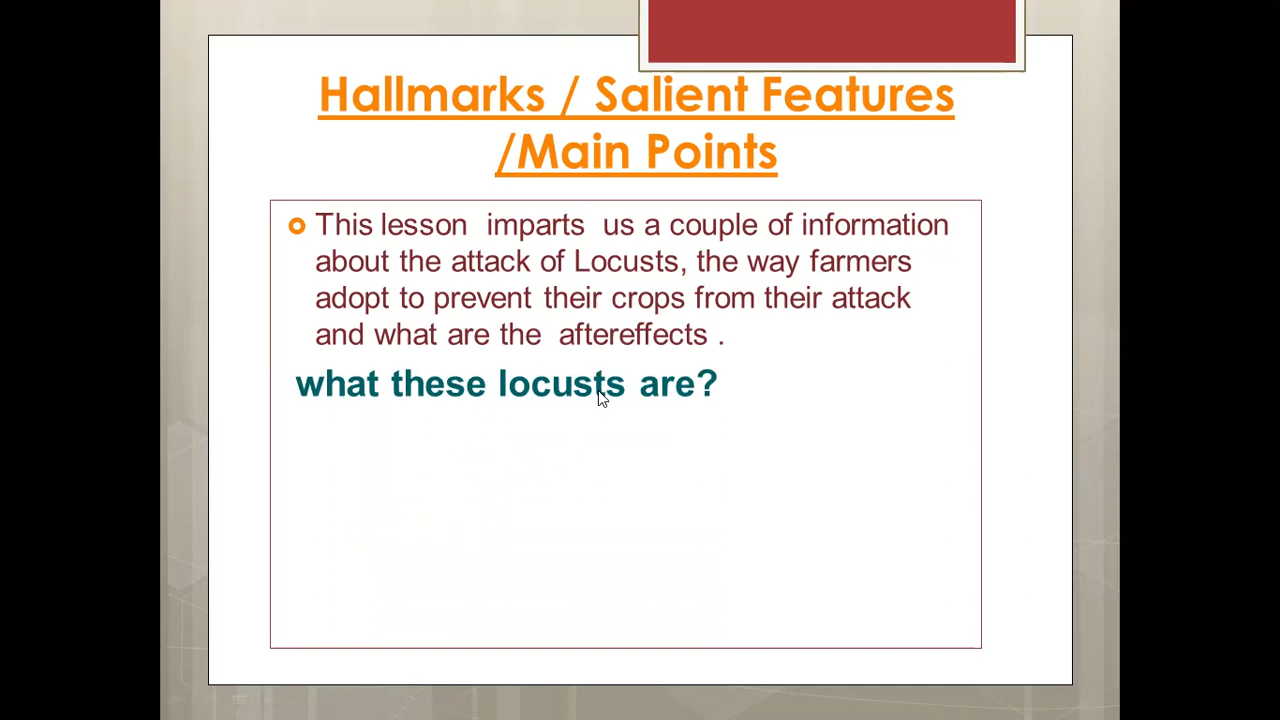 Hallmarks / Salient Features
/Main Points
This lesson imparts us a couple of information
about the attack of Locusts, the way farmers
adopt to prevent their crops from their attack
and what are the aftereffects .
what these locusts are?